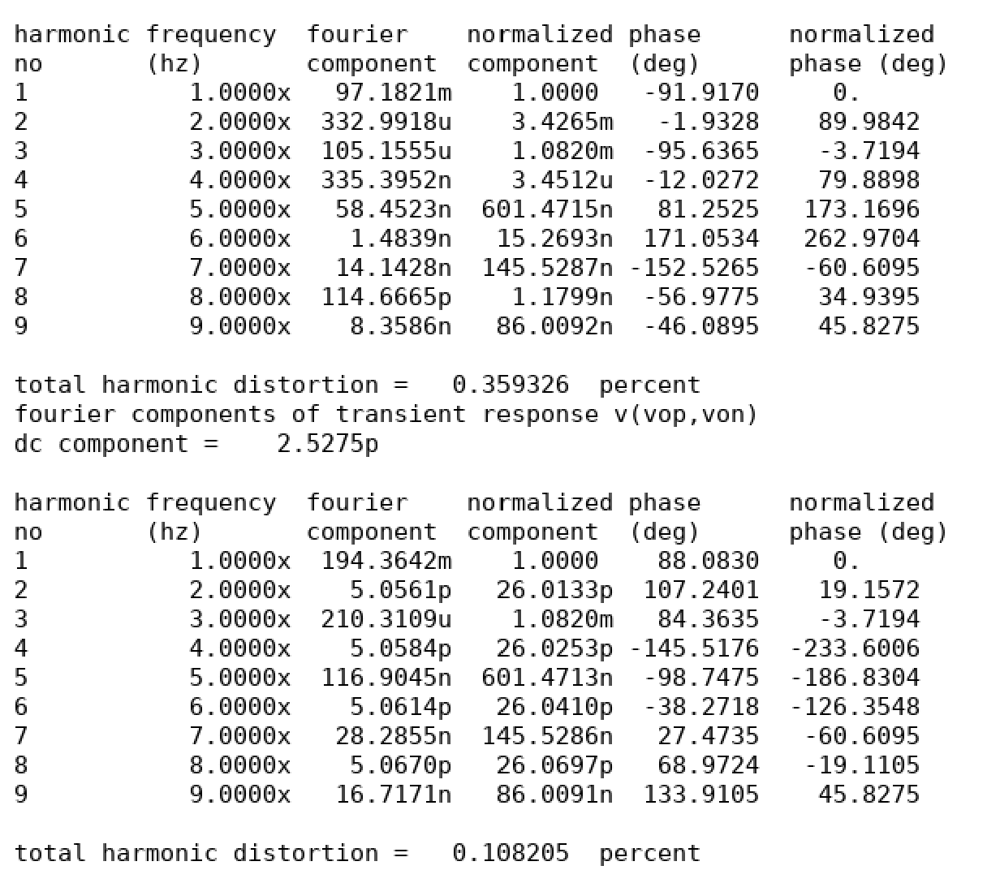 harmonic frequency  fourier    normalized phase      normalized
no       (hz)       component  component  (deg)      phase (deg)
1           1.0000x   97.1821m    1.0000   -91.9170     0.
2           2.0000x  332.9918u    3.4265m   -1.9328    89.9842
3           3.0000x  105.1555u    1.0820m  -95.6365    -3.7194
4           4.0000x  335.3952n    3.4512u  -12.0272    79.8898
5           5.0000x   58.4523n  601.4715n   81.2525   173.1696
6           6.0000x    1.4839n   15.2693n  171.0534   262.9704
7           7.0000x   14.1428n  145.5287n -152.5265   -60.6095
8           8.0000x  114.6665p    1.1799n  -56.9775    34.9395
9           9.0000x    8.3586n   86.0092n  -46.0895    45.8275
total harmonic distortion =   0.359326  percent
fourier components of transient response v(vop,von)
dc component =    2.5275p
harmonic frequency  fourier    normalized phase      normalized
no       (hz)       component  component  (deg)      phase (deg)
1           1.0000x  194.3642m    1.0000    88.0830     0.
2           2.0000x    5.0561p   26.0133p  107.2401    19.1572
3           3.0000x  210.3109u    1.0820m   84.3635    -3.7194
4           4.0000x    5.0584p   26.0253p -145.5176  -233.6006
5           5.0000x  116.9045n  601.4713n  -98.7475  -186.8304
6           6.0000x    5.0614p   26.0410p  -38.2718  -126.3548
7           7.0000x   28.2855n  145.5286n   27.4735   -60.6095
8           8.0000x    5.0670p   26.0697p   68.9724   -19.1105
9           9.0000x   16.7171n   86.0091n  133.9105    45.8275
total harmonic distortion =   0.108205  percent